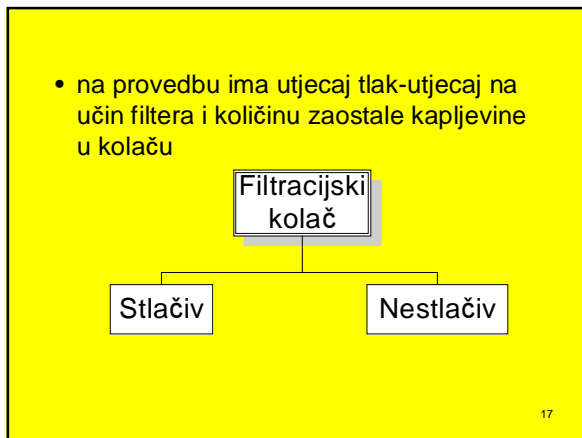 • na provedbu ima utjecaj tlak-utjecaj na
učin filtera i količinu zaostale kapljevine
u kolaču
Filtracijski
kolač
Stlačiv
Nestlačiv
17